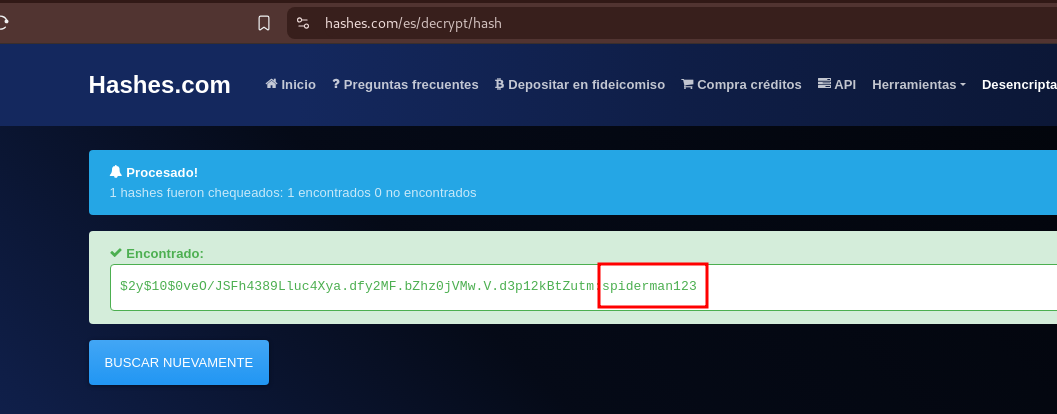 hashes.com/es/decrypt/hash
Hashes.com Inicio ? Preguntas frecuentes Depositar en fideicomiso Compra créditos API Herramientas Desencripta
Procesado!
1 hashes fueron chequeados: 1 encontrados 0 no encontrados
Encontrado:
$2y$10$0veO/JSFh4389Lluc4Xya.dfy2MF.bZhz0jVMw.V.d3p12kBtZutm:spiderman123
BUSCAR NUEVAMENTE